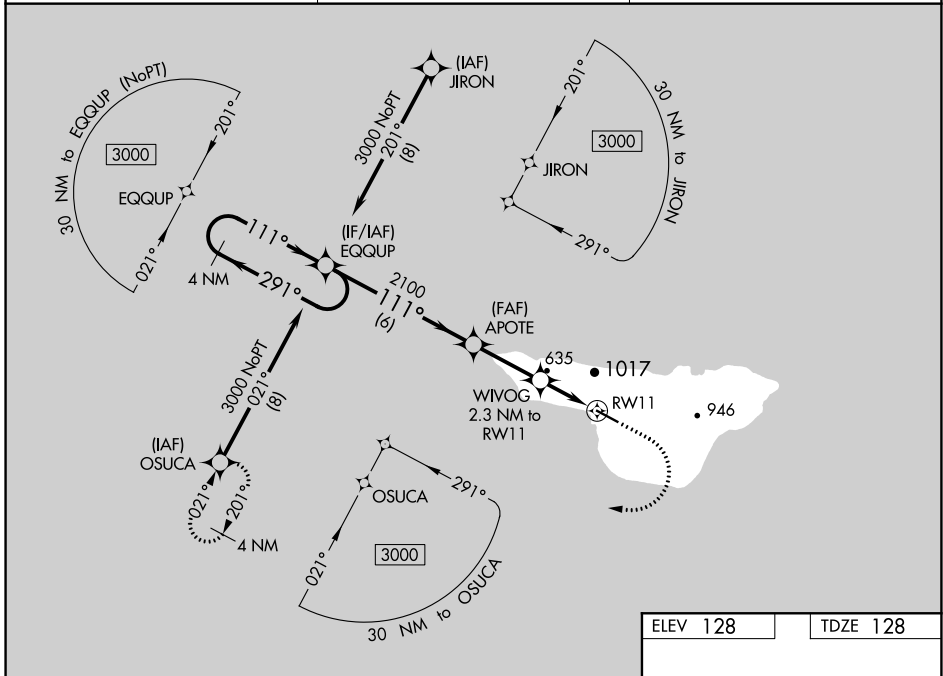 30 NM to EQQUP (NoPT)
3000
201°
EQQUP
021°
(IAF)
JIRON
3000 NoPT
201°
(8)
201°
30 NM to JIRON
3000
JIRON
291°
(IF/IAF)
EQQUP
111°
4 NM
291°
2100
111°
(6)
(FAF)
APOTE
635
1017
WIVOG
2.3 NM to
RW11
RW11
946
3000 NoPT
021°
(8)
(IAF)
OSUCA
021°
201°
4 NM
OSUCA
291°
021°
3000
30 NM to OSUCA
ELEV 128
TDZE 128